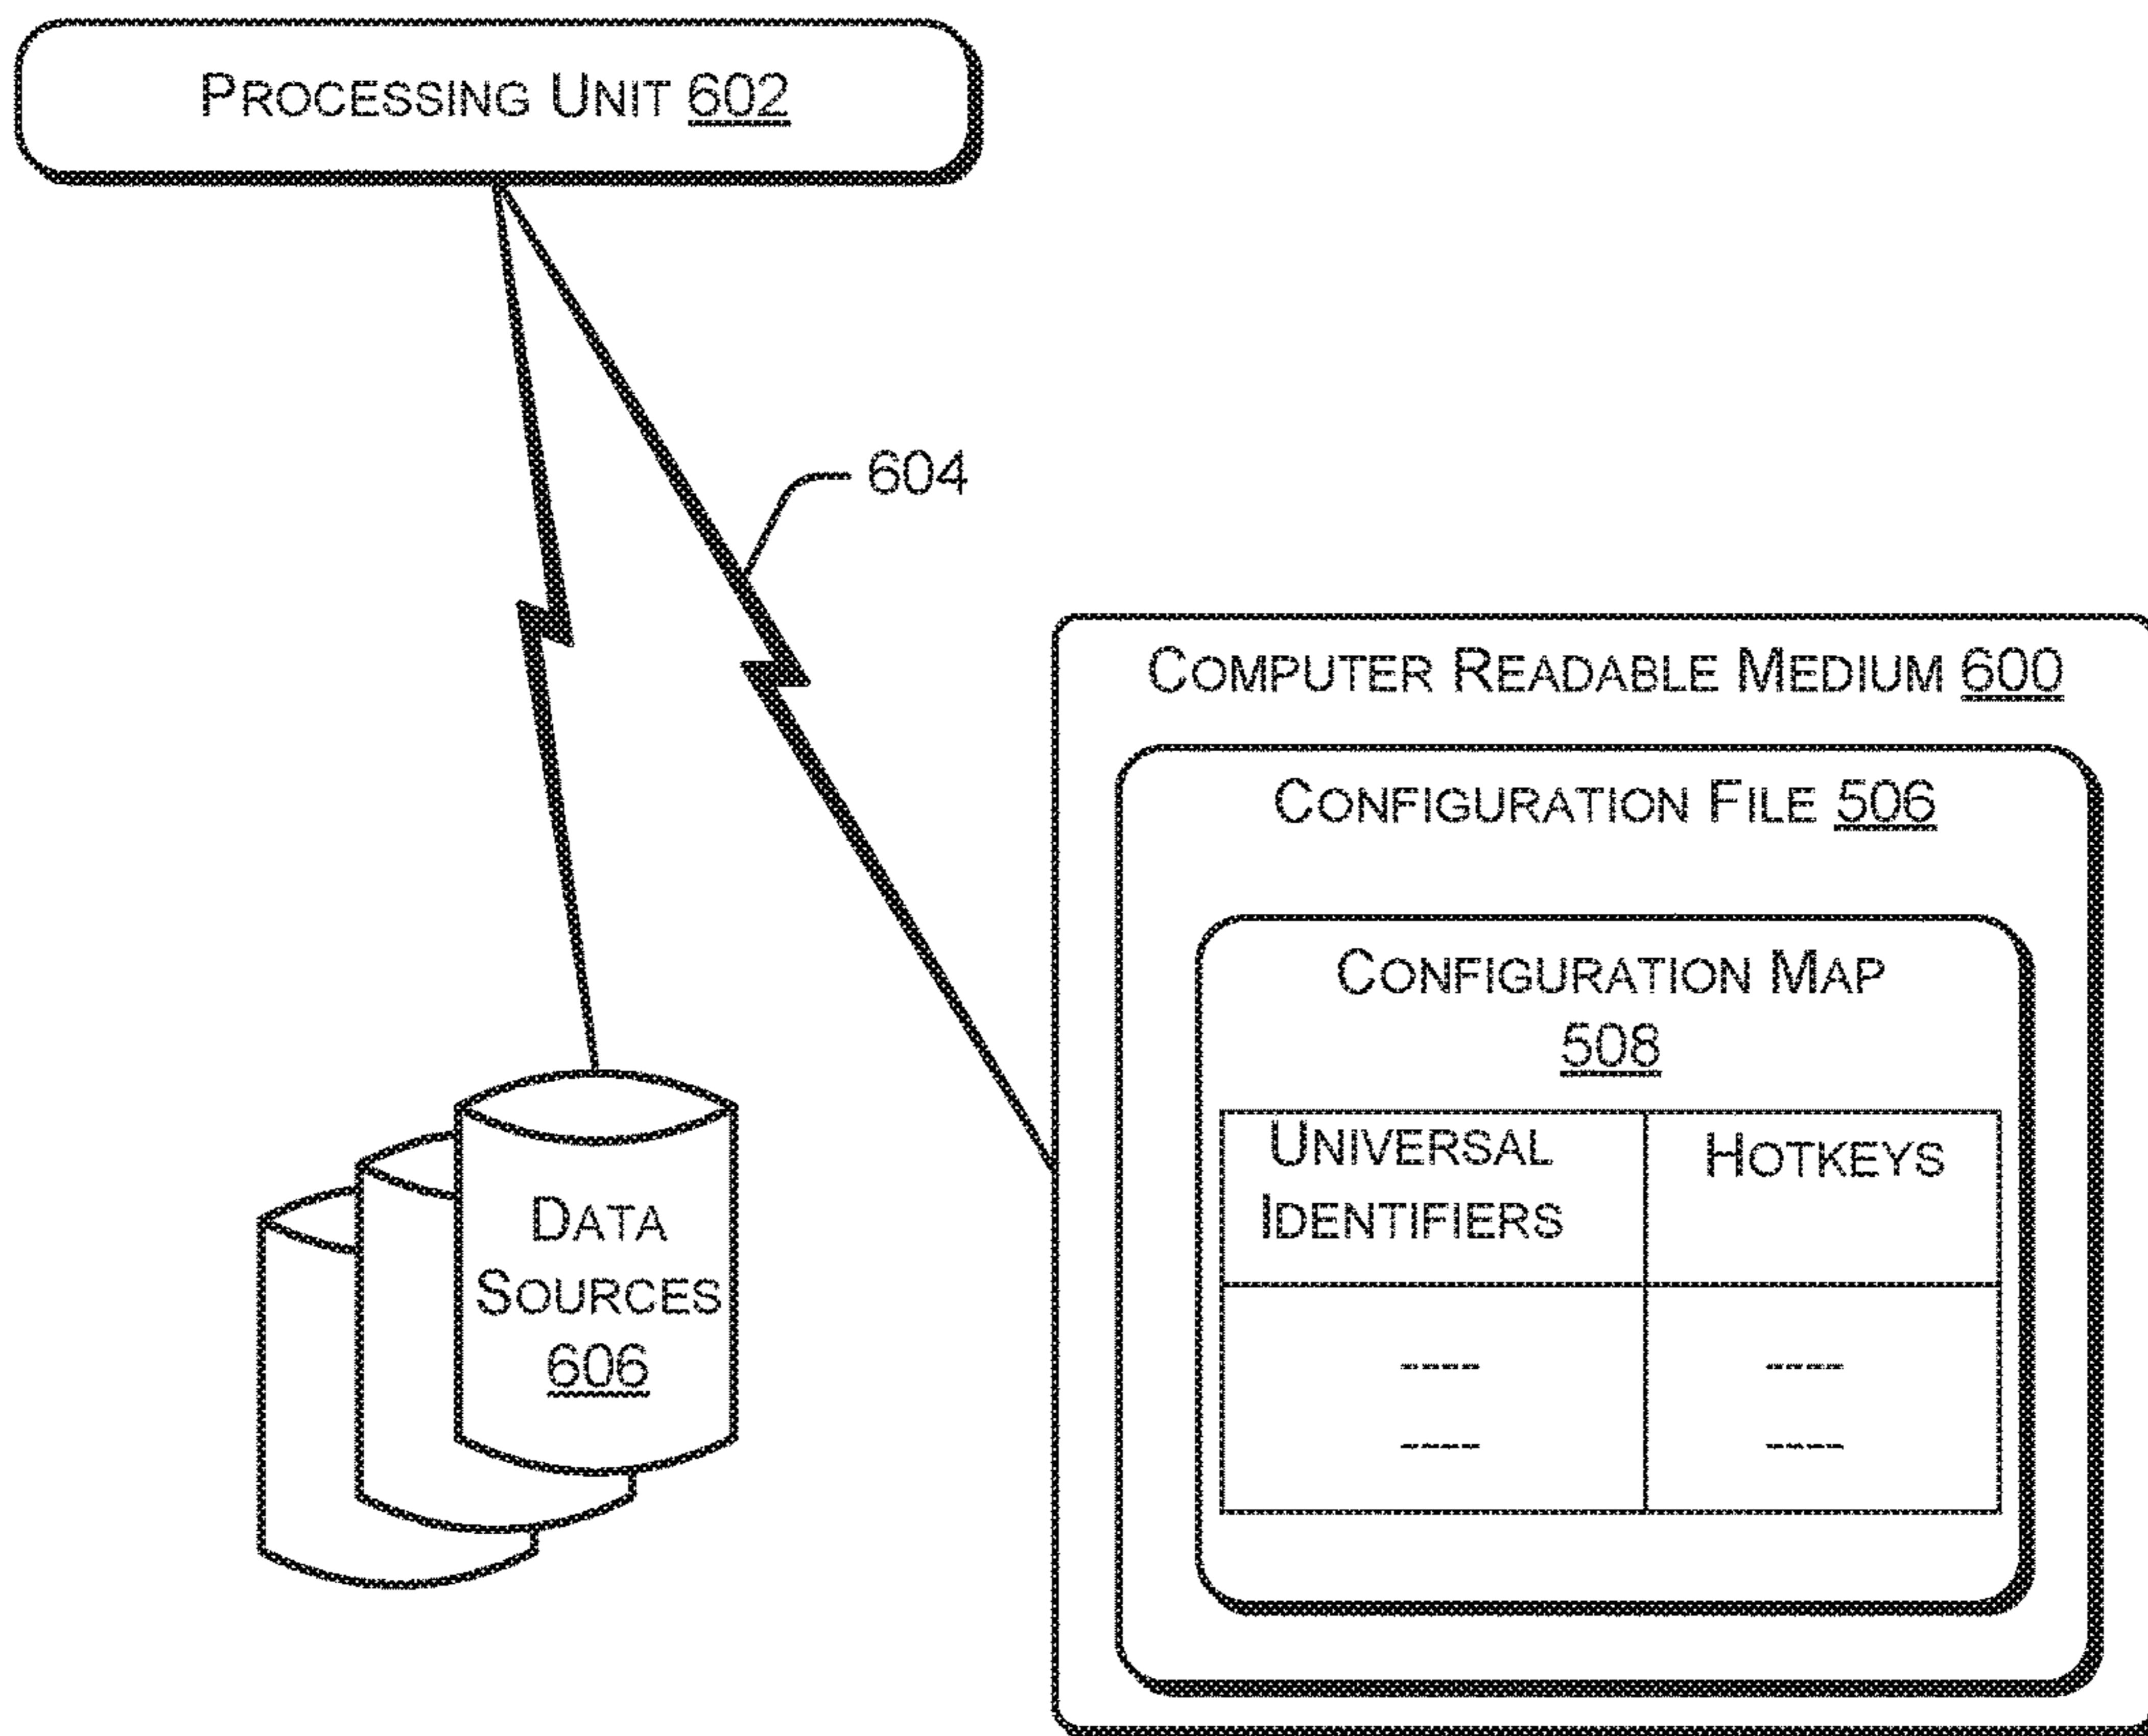 PROCESSING UNIT 602
604
COMPUTER READABLE MEDIUM 600
CONFIGURATION FILE 506
CONFIGURATION MAP
508
UNIVERSAL
IDENTIFIERS
HOTKEYS
----
----
----
----
DATA
SOURCES
606